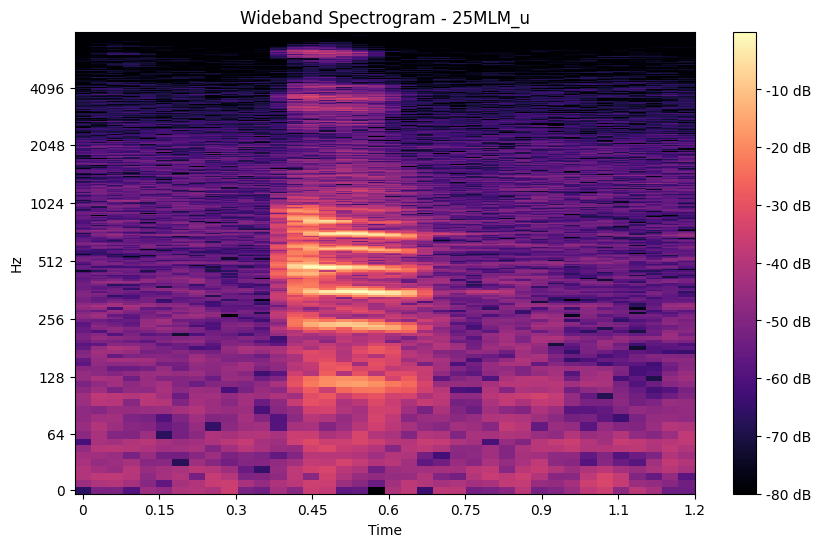 Wideband Spectrogram - 25MLM_u
Hz
4096
2048
1024
512
256
128
64
0
0 0.15 0.3 0.45 0.6 0.75 0.9 1.1 1.2
Time
-10 dB
-20 dB
-30 dB
-40 dB
-50 dB
-60 dB
-70 dB
-80 dB